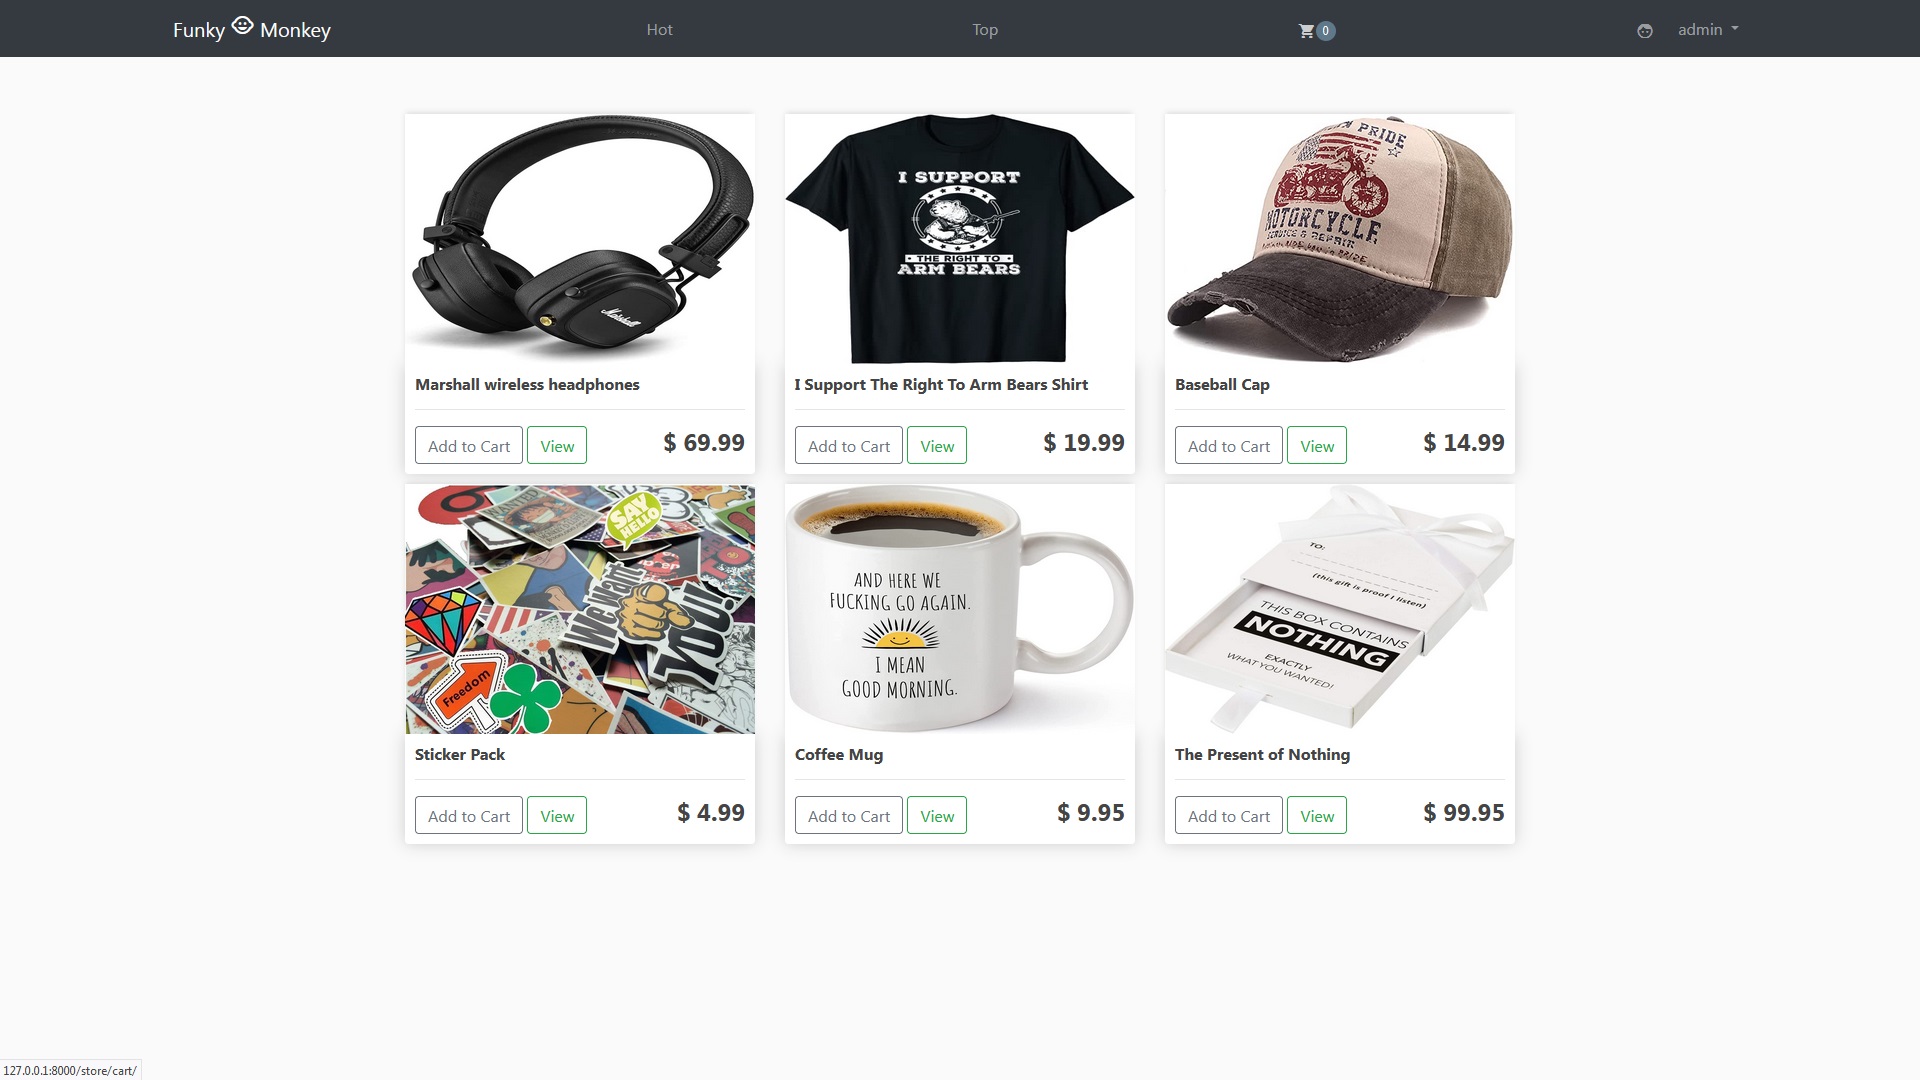 Funky Monkey
Hot
Top
0
admin
Marshall
I SUPPORT
THE RIGHT TO
ARM BEARS
PRIDE
MOTORCYCLE
SERVICE & REPAIR
Marshall wireless headphones
I Support The Right To Arm Bears Shirt
Baseball Cap
Add to Cart View $ 69.99
Add to Cart View $ 19.99
Add to Cart View $ 14.99
WANTED
SAY
HELLO
We want
YOU!
Freedom
AND HERE WE
FUCKING GO AGAIN.
I MEAN
GOOD MORNING.
TO:
(this gift is proof I listen)
THIS BOX CONTAINS
NOTHING
EXACTLY
WHAT YOU WANTED!
Sticker Pack
Coffee Mug
The Present of Nothing
Add to Cart View $ 4.99
Add to Cart View $ 9.95
Add to Cart View $ 99.95
127.0.0.1:8000/store/cart/